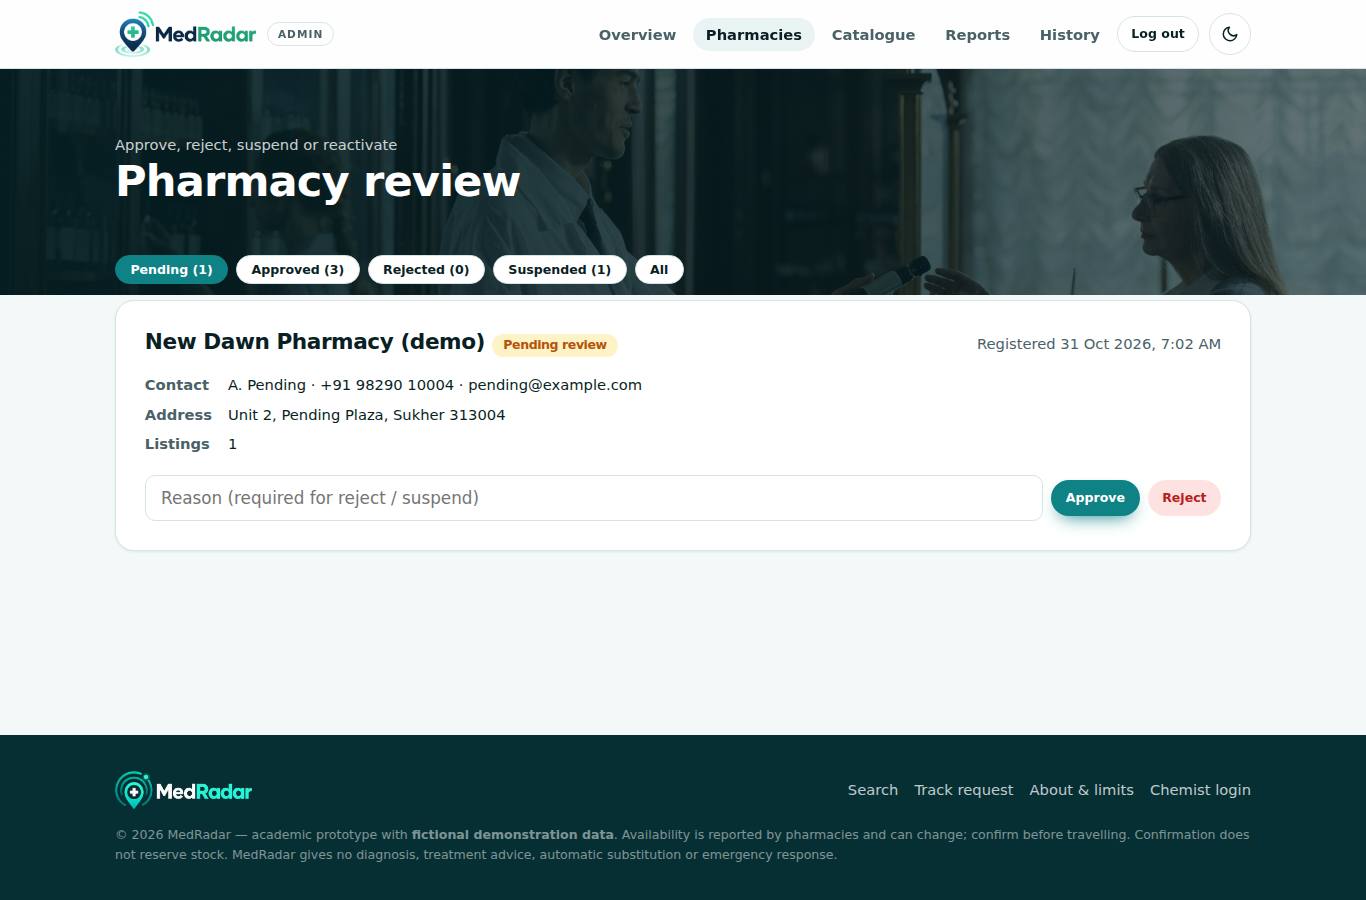 MedRadar ADMIN Overview Pharmacies Catalogue Reports History Log out
Approve, reject, suspend or reactivate
Pharmacy review
Pending (1) Approved (3) Rejected (0) Suspended (1) All
New Dawn Pharmacy (demo) Pending review Registered 31 Oct 2026, 7:02 AM
Contact A. Pending · +91 98290 10004 · pending@example.com
Address Unit 2, Pending Plaza, Sukher 313004
Listings 1
Reason (required for reject / suspend) Approve Reject
MedRadar Search Track request About & limits Chemist login
© 2026 MedRadar — academic prototype with fictional demonstration data. Availability is reported by pharmacies and can change; confirm before travelling. Confirmation does
not reserve stock. MedRadar gives no diagnosis, treatment advice, automatic substitution or emergency response.